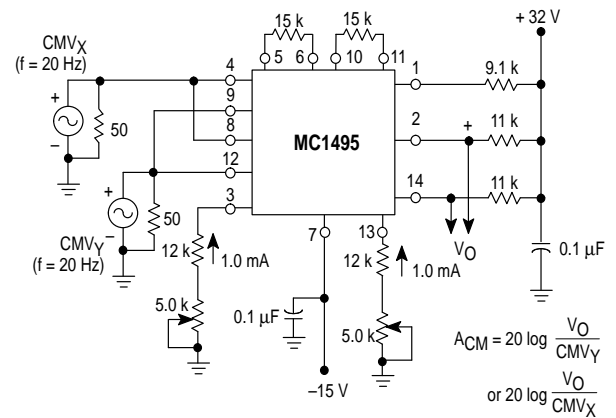 15 k
15 k
+ 32 V
CMVX
(f = 20 Hz)
4
5
6
10
11
1
9.1 k
9
+
–
50
8
MC1495
2
+
11 k
12
14
11 k
+
–
50
3
CMVY
(f = 20 Hz)
7
13
VO
12 k
1.0 mA
12 k
1.0 mA
0.1 µF
5.0 k
0.1 µF
5.0 k
–15 V
ACM = 20 log VO
CMVY
or 20 log VO
CMVX